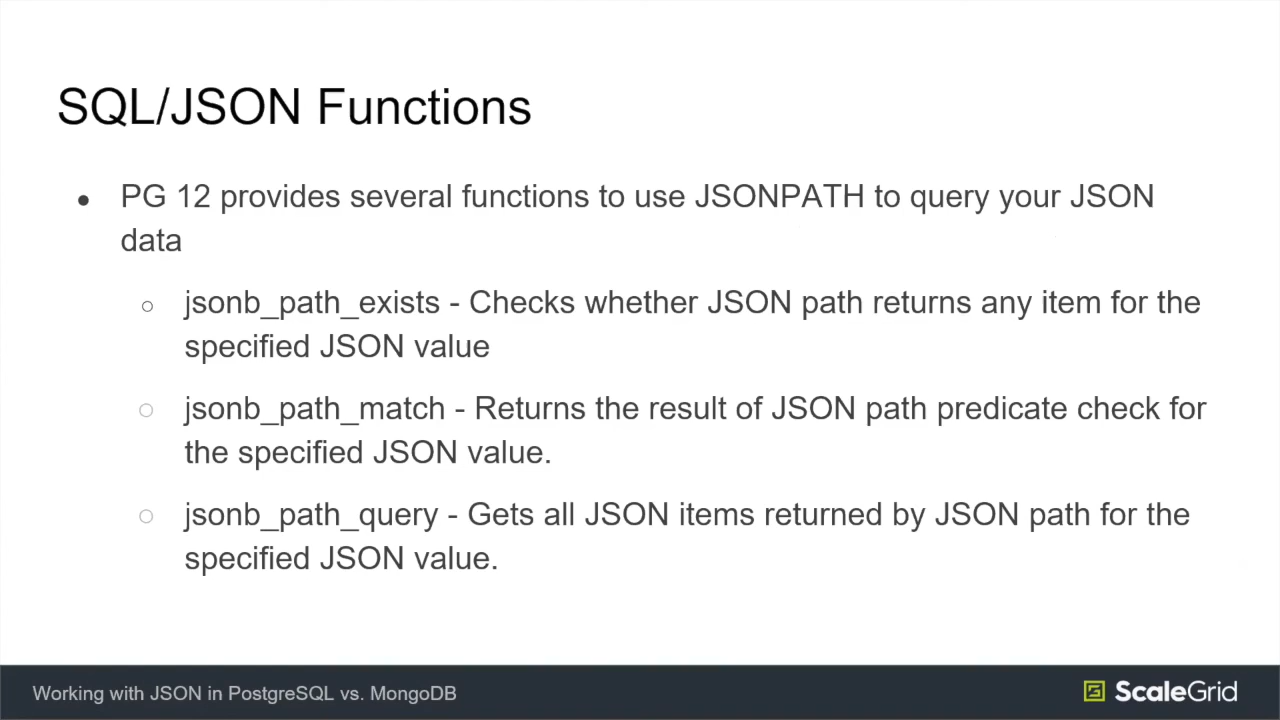 SQL/JSON Functions
● PG 12 provides several functions to use JSONPATH to query your JSON
data
○ jsonb_path_exists - Checks whether JSON path returns any item for the
specified JSON value
○ jsonb_path_match - Returns the result of JSON path predicate check for
the specified JSON value.
○ jsonb_path_query - Gets all JSON items returned by JSON path for the
specified JSON value.
Working with JSON in PostgreSQL vs. MongoDB
ScaleGrid